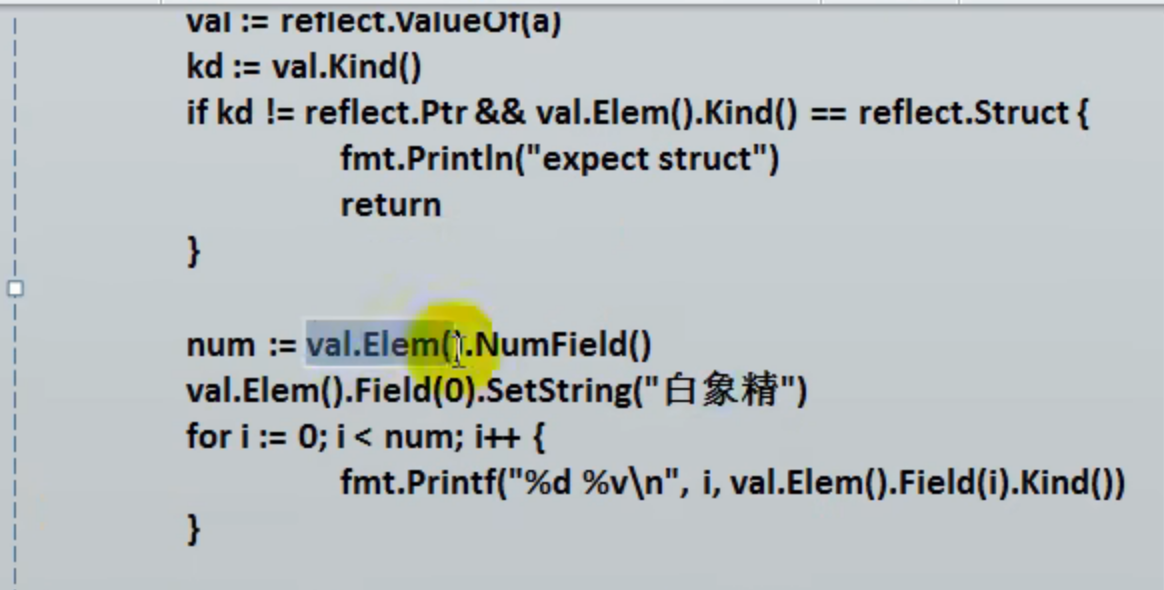 val := reflect.ValueOf(a)
kd := val.Kind()
if kd != reflect.Ptr && val.Elem().Kind() == reflect.Struct {
fmt.Println("expect struct")
return
}
num := val.Elem().NumField()
val.Elem().Field(0).SetString("白象精")
for i := 0; i < num; i++ {
fmt.Printf("%d %v\n", i, val.Elem().Field(i).Kind())
}